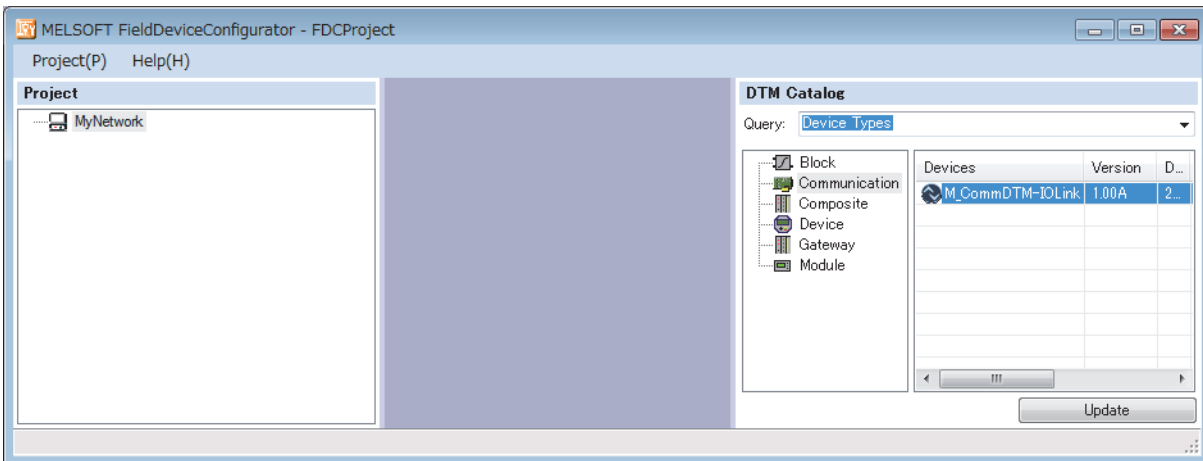 MELSOFT FieldDeviceConfigurator - FDCProject
Project(P) Help(H)
Project
MyNetwork
DTM Catalog
Query: Device Types
Block
Communication
Composite
Device
Gateway
Module
Devices Version D...
M_CommDTM-IOLink 1.00A 2...
Update